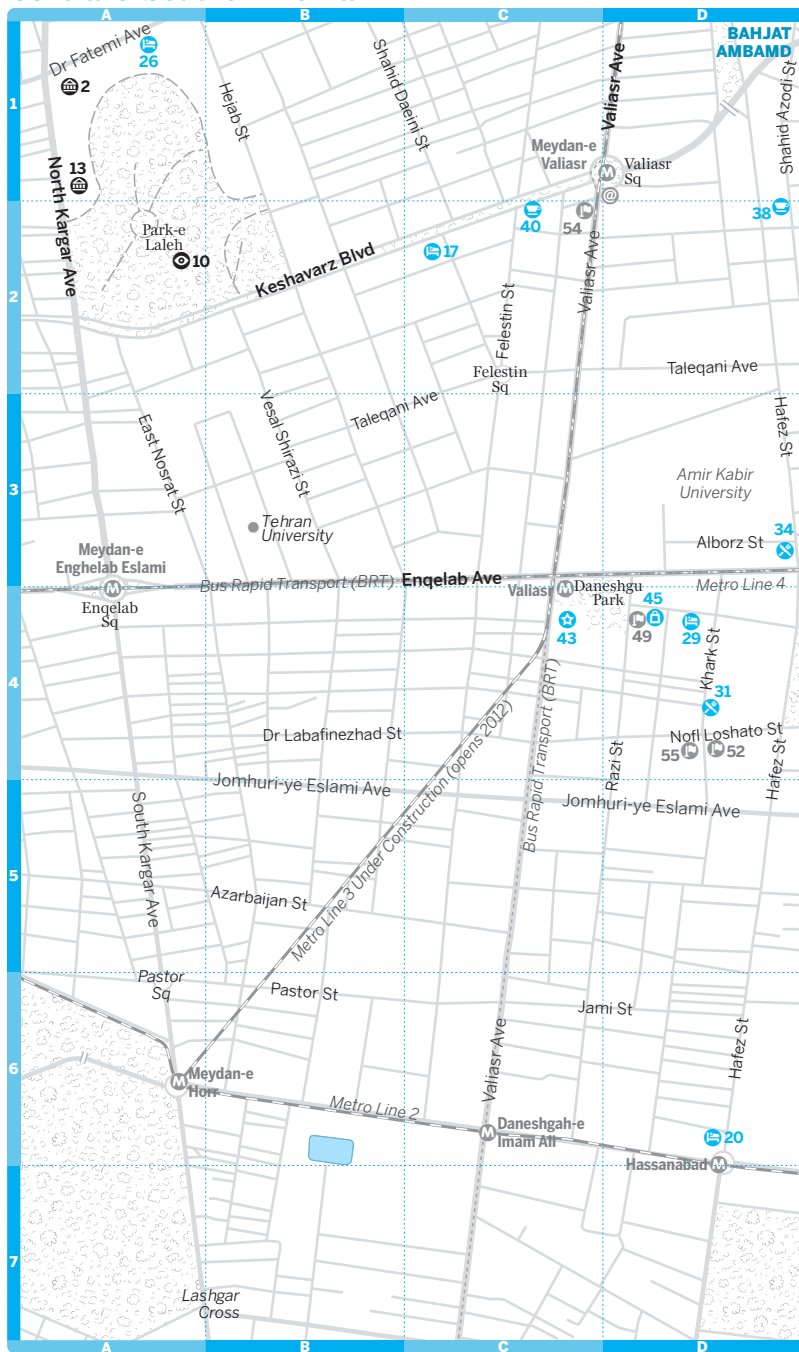 A
B
C
D
Dr Fatemi Ave
26
2
Hejab St
Shahid Daeini St
Valiasr Ave
BAHJAT
AMBAMD
Shahid Azodi St
1
Meydan-e
Valiasr
Valiasr
Sq
13
North Kargar Ave
@
Park-e
Laleh
10
Keshavarz Blvd
17
40
54
38
Valiasr Ave
2
Felestin St
Felestin
Sq
Taleqani Ave
Taleqani Ave
Hafez St
East Nosrat St
Vesal Shirazi St
3
Amir Kabir
University
Tehran
University
34
Alborz St
Meydan-e
Enghelab Eslami
Bus Rapid Transport (BRT)
Enqelab Ave
Metro Line 4
Enqelab
Sq
Valiasr
Daneshgu
Park
43
49
45
29
Khark St
4
31
Dr Labafinezhad St
Nofl Loshato St
55
52
Bus Rapid Transport (BRT)
Razi St
Hafez St
Jomhuri-ye Eslami Ave
Jomhuri-ye Eslami Ave
South Kargar Ave
Metro Line 3 Under Construction (opens 2012)
5
Azarbaijan St
Pastor
Sq
Pastor St
Jami St
Hafez St
Valiasr Ave
6
Meydan-e
Horr
Metro Line 2
Daneshgah-e
Imam Ali
20
Hassanabad
7
Lashgar
Cross
A
B
C
D